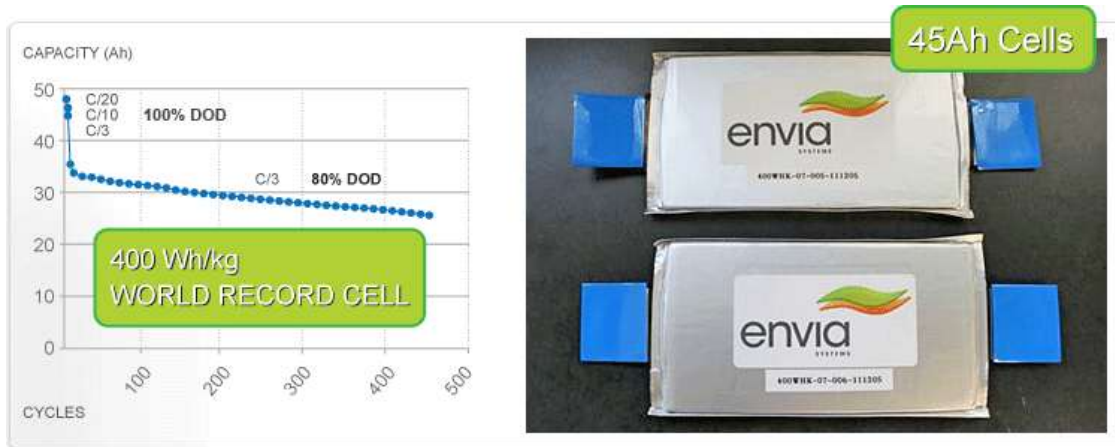 45Ah Cells
CAPACITY (Ah)
50
40
30
20
10
0
C/20
C/10 100% DOD
C/3
C/3 80% DOD
400 Wh/kg
WORLD RECORD CELL
100
200
300
400
500
CYCLES
envia
SYSTEMS
400WHK-07-005-111205
envia
SYSTEMS
400WHK-07-006-111205